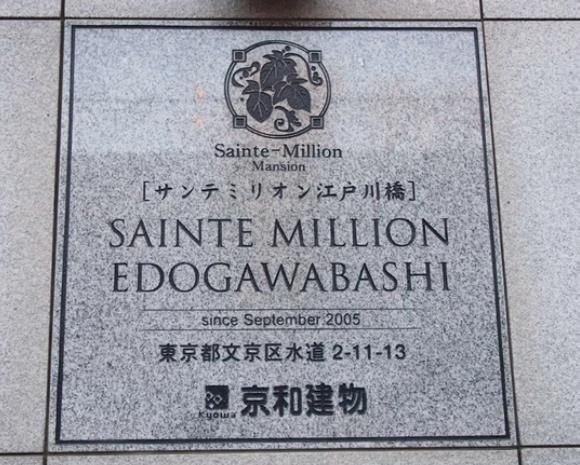 Sainte-Million
Mansion
[サンテミリオン江戸川橋]
SAINTE MILLION
EDOGAWABASHI
since September 2005
東京都文京区水道 2-11-13
Kyowa 京和建物